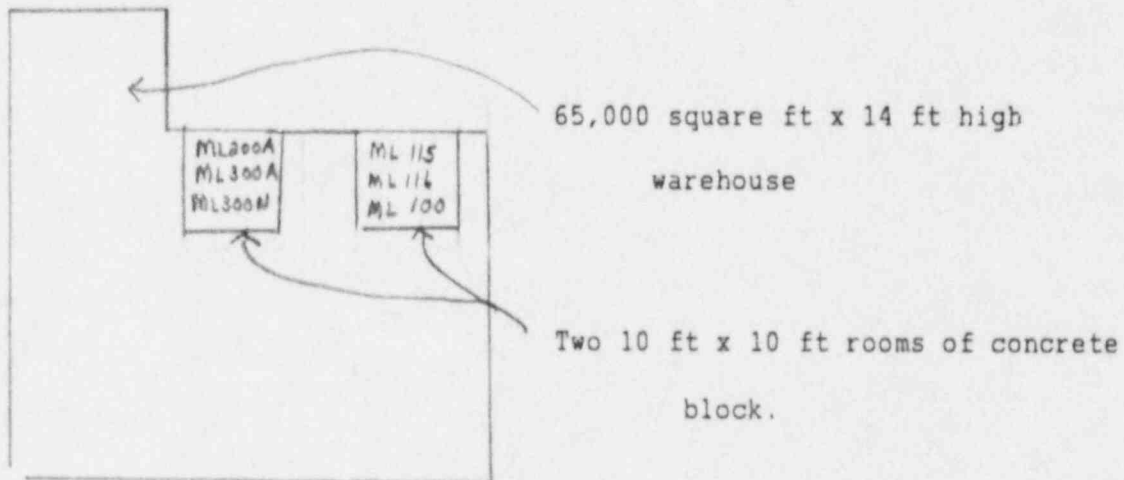 65,000 square ft x 14 ft high
warehouse
ML200A
ML300A
ML300N
ML 115
ML 116
ML 100
Two 10 ft x 10 ft rooms of concrete
block.